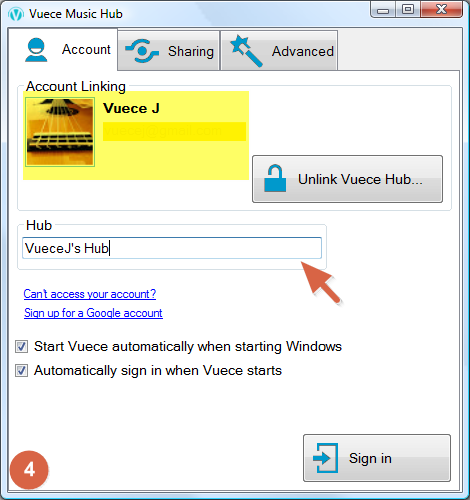 Vuece Music Hub
Account
Sharing
Advanced
Account Linking
Vuece J
Unlink Vuece Hub...
Hub
VueceJ's Hub
Can't access your account?
Sign up for a Google account
Start Vuece automatically when starting Windows
Automatically sign in when Vuece starts
4
Sign in